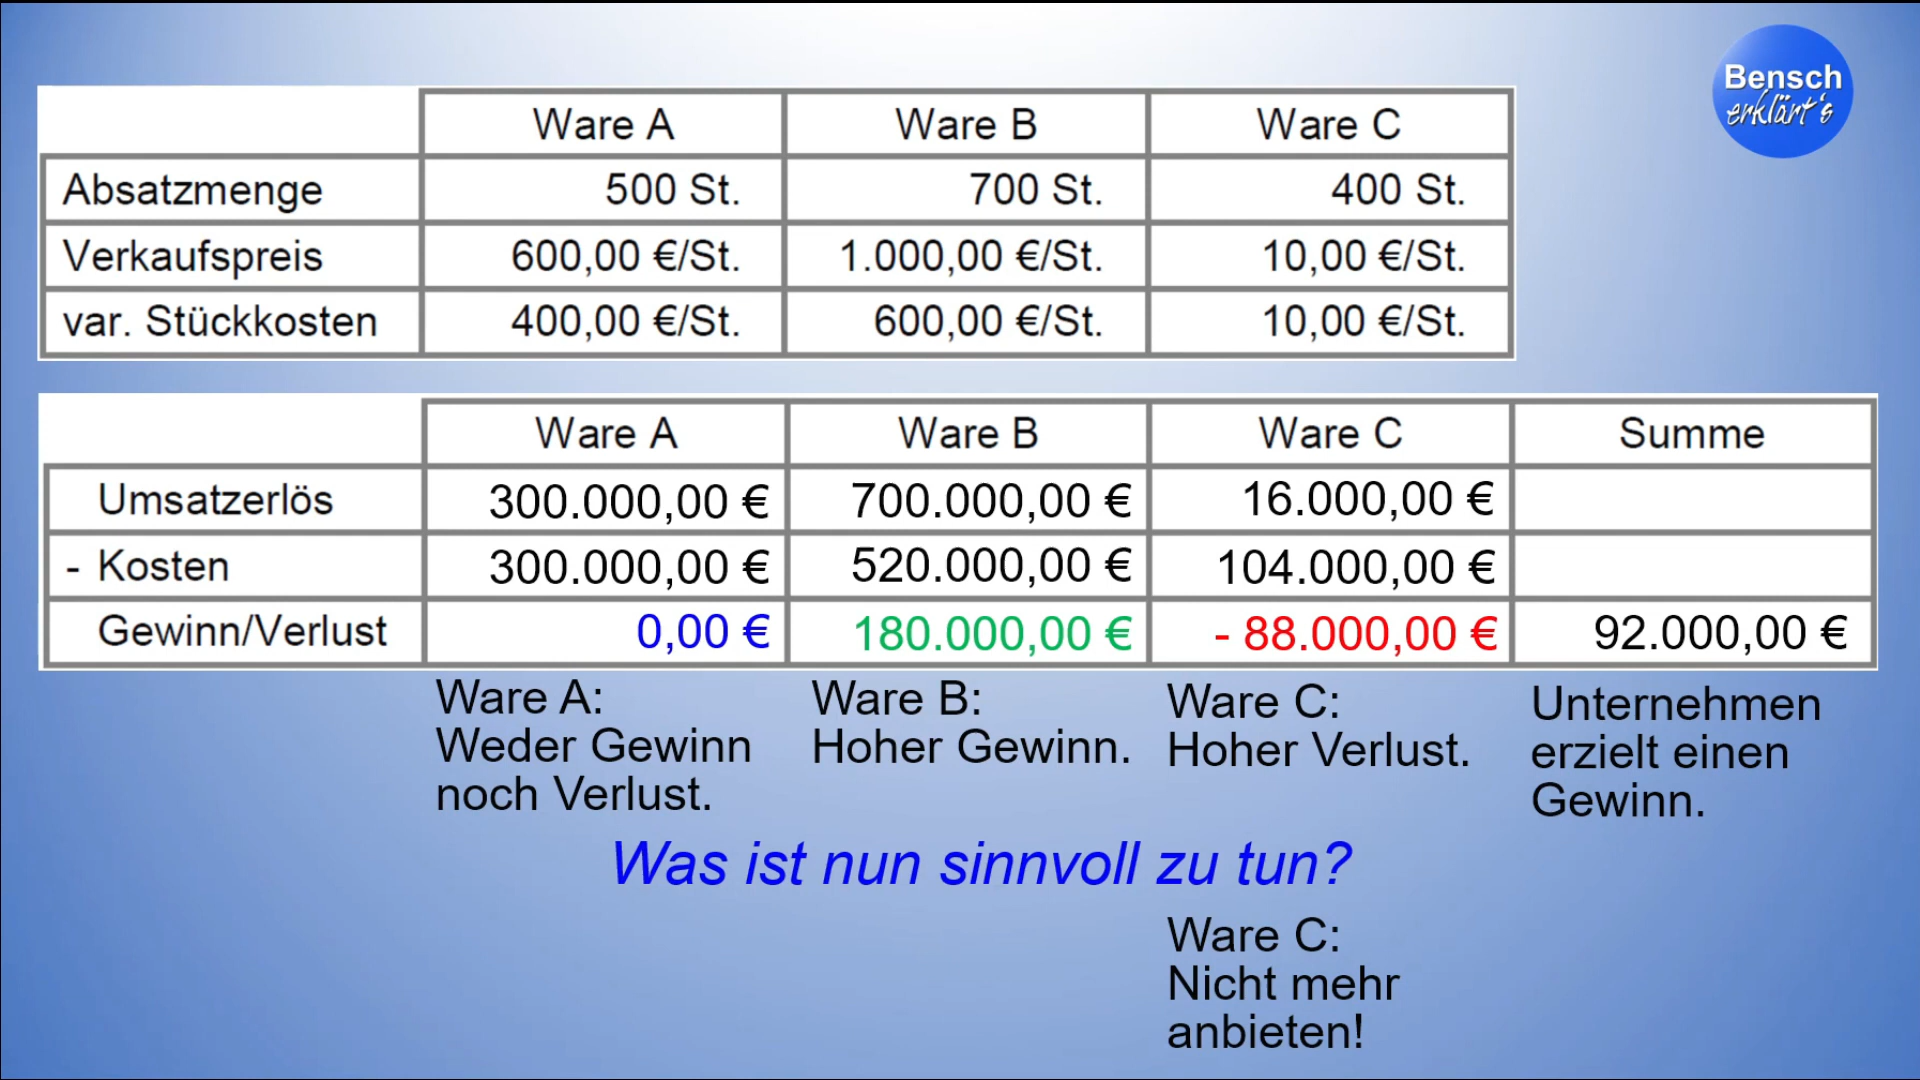 Bensch
erklärt's
Ware A Ware B Ware C
Absatzmenge 500 St. 700 St. 400 St.
Verkaufspreis 600,00 €/St. 1.000,00 €/St. 10,00 €/St.
var. Stückkosten 400,00 €/St. 600,00 €/St. 10,00 €/St.
Ware A Ware B Ware C Summe
Umsatzerlös 300.000,00 € 700.000,00 € 16.000,00 €
- Kosten 300.000,00 € 520.000,00 € 104.000,00 €
Gewinn/Verlust 0,00 € 180.000,00 € - 88.000,00 € 92.000,00 €
Ware A:
Weder Gewinn
noch Verlust.
Ware B:
Hoher Gewinn.
Ware C:
Hoher Verlust.
Unternehmen
erzielt einen
Gewinn.
Was ist nun sinnvoll zu tun?
Ware C:
Nicht mehr
anbieten!